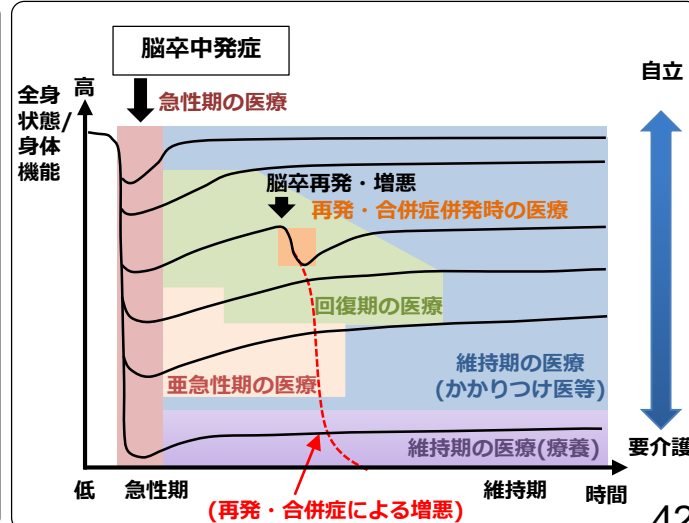 脳卒中発症
高
全身
状態/
身体
機能
急性期の医療
自立
脳卒再発・増悪
再発・合併症併発時の医療
回復期の医療
亜急性期の医療
維持期の医療
(かかりつけ医等)
維持期の医療(療養)
要介護
低
急性期
維持期
時間
(再発・合併症による増悪)
42